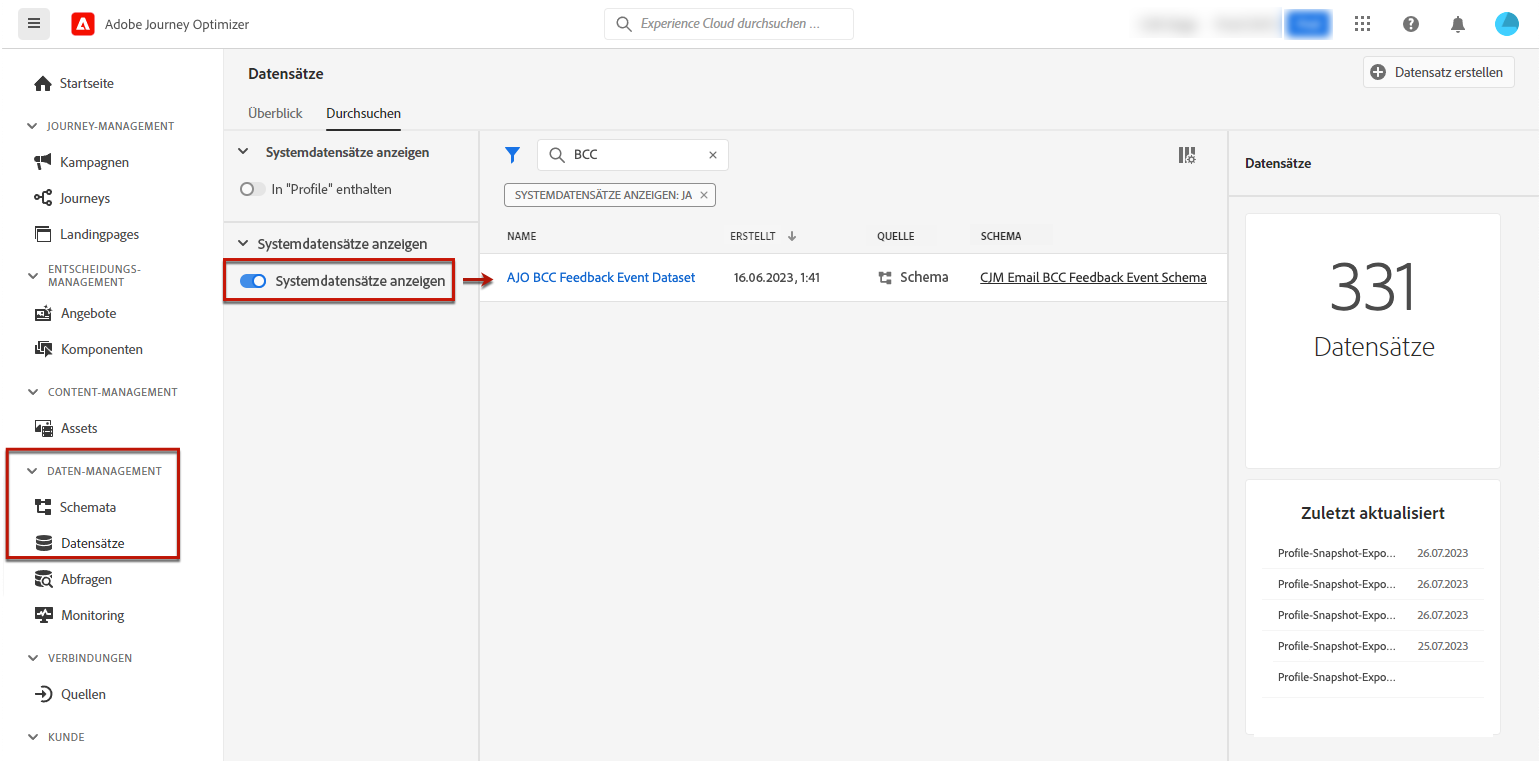 Adobe Journey Optimizer
Experience Cloud durchsuchen ...
Startseite
JOURNEY-MANAGEMENT
Kampagnen
Journeys
Landingpages
ENTSCHEIDUNGS-
MANAGEMENT
Angebote
Komponenten
CONTENT-MANAGEMENT
Assets
DATEN-MANAGEMENT
Schemata
Datensätze
Abfragen
Monitoring
VERBINDUNGEN
Quellen
KUNDE
Datensätze
Datensatz erstellen
Überblick Durchsuchen
Systemdatensätze anzeigen
In "Profile" enthalten
Systemdatensätze anzeigen
Systemdatensätze anzeigen
BCC
SYSTEMDATENSÄTZE ANZEIGEN: JA
NAME ERSTELLT QUELLE SCHEMA
AJO BCC Feedback Event Dataset 16.06.2023, 1:41 Schema CJM Email BCC Feedback Event Schema
Datensätze
331
Datensätze
Zuletzt aktualisiert
Profile-Snapshot-Expo... 26.07.2023
Profile-Snapshot-Expo... 26.07.2023
Profile-Snapshot-Expo... 26.07.2023
Profile-Snapshot-Expo... 25.07.2023
Profile-Snapshot-Expo...